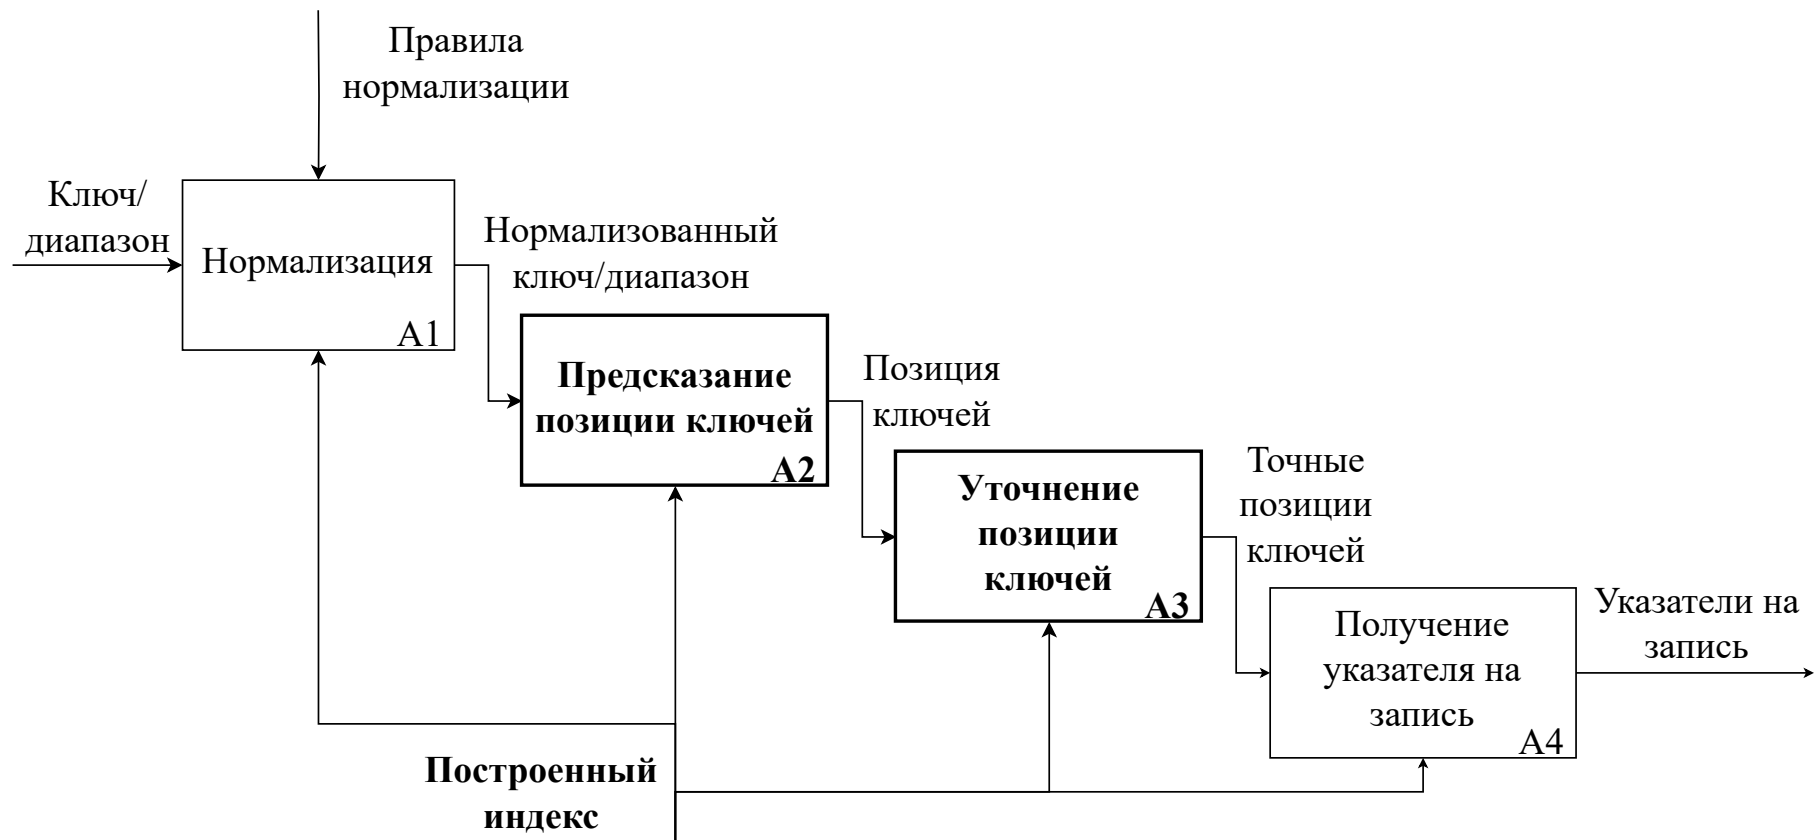 Правила
нормализации
Ключ/
диапазон
Нормализация
A1
Нормализованный
ключ/диапазон
Предсказание
позиции ключей
A2
Позиция
ключей
Уточнение
позиции
ключей
A3
Точные
позиции
ключей
Получение
указателя на
запись
A4
Указатели на
запись
Построенный
индекс